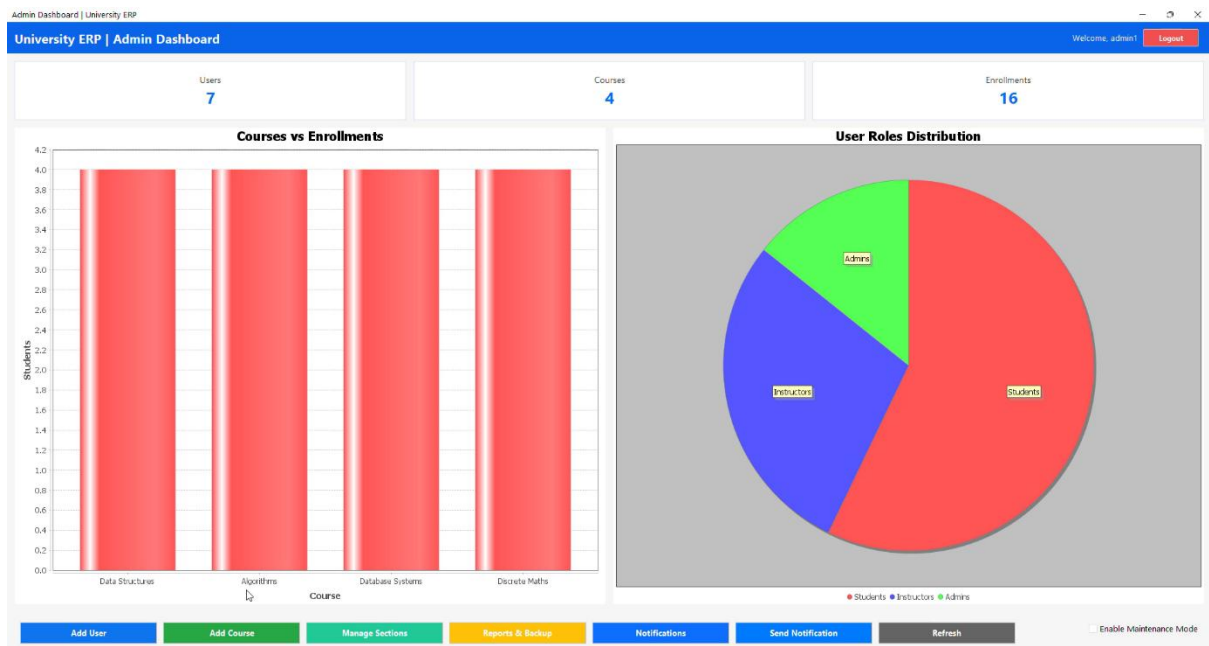 Admin Dashboard | University ERP
University ERP | Admin Dashboard
Welcome, admin1
Logout
Users
7
Courses
4
Enrollments
16
Courses vs Enrollments
4.2
4.0
3.8
3.6
3.4
3.2
3.0
2.8
2.6
2.4
2.2
2.0
1.8
1.6
1.4
1.2
1.0
0.8
0.6
0.4
0.2
0.0
Students
Data Structures
Algorithms
Database Systems
Discrete Maths
Course
User Roles Distribution
Admins
Instructors
Students
Students Instructors Admins
Add User
Add Course
Manage Sections
Reports & Backup
Notifications
Send Notification
Refresh
Enable Maintenance Mode